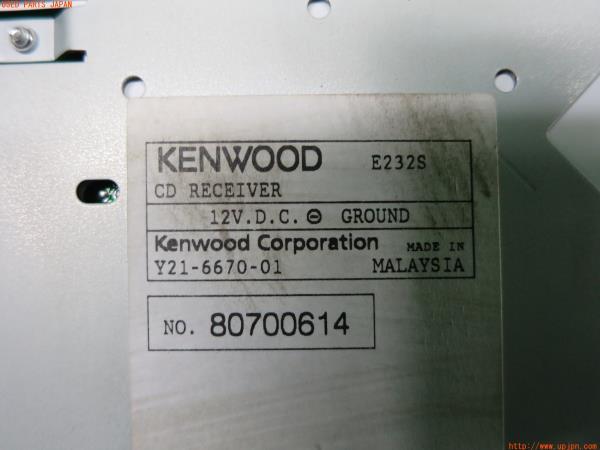 USED PARTS JAPAN
KENWOOD E232S
CD RECEIVER
12V.D.C. ⊖ GROUND
Kenwood Corporation MADE IN
Y21-6670-01 MALAYSIA
NO. 80700614
http://www.upjpn.com/